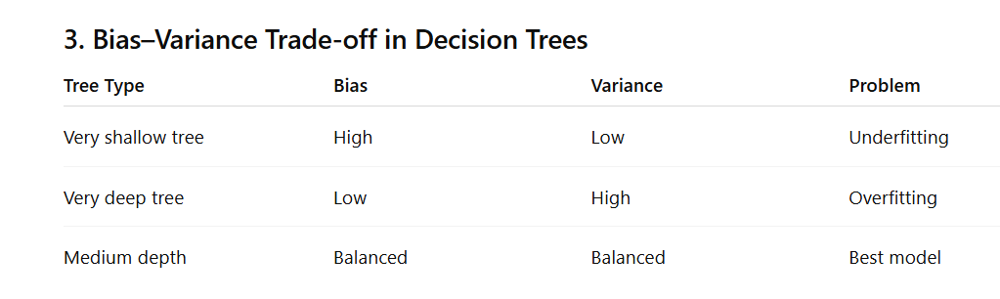 3. Bias–Variance Trade-off in Decision Trees
Tree Type Bias Variance Problem
Very shallow tree High Low Underfitting
Very deep tree Low High Overfitting
Medium depth Balanced Balanced Best model